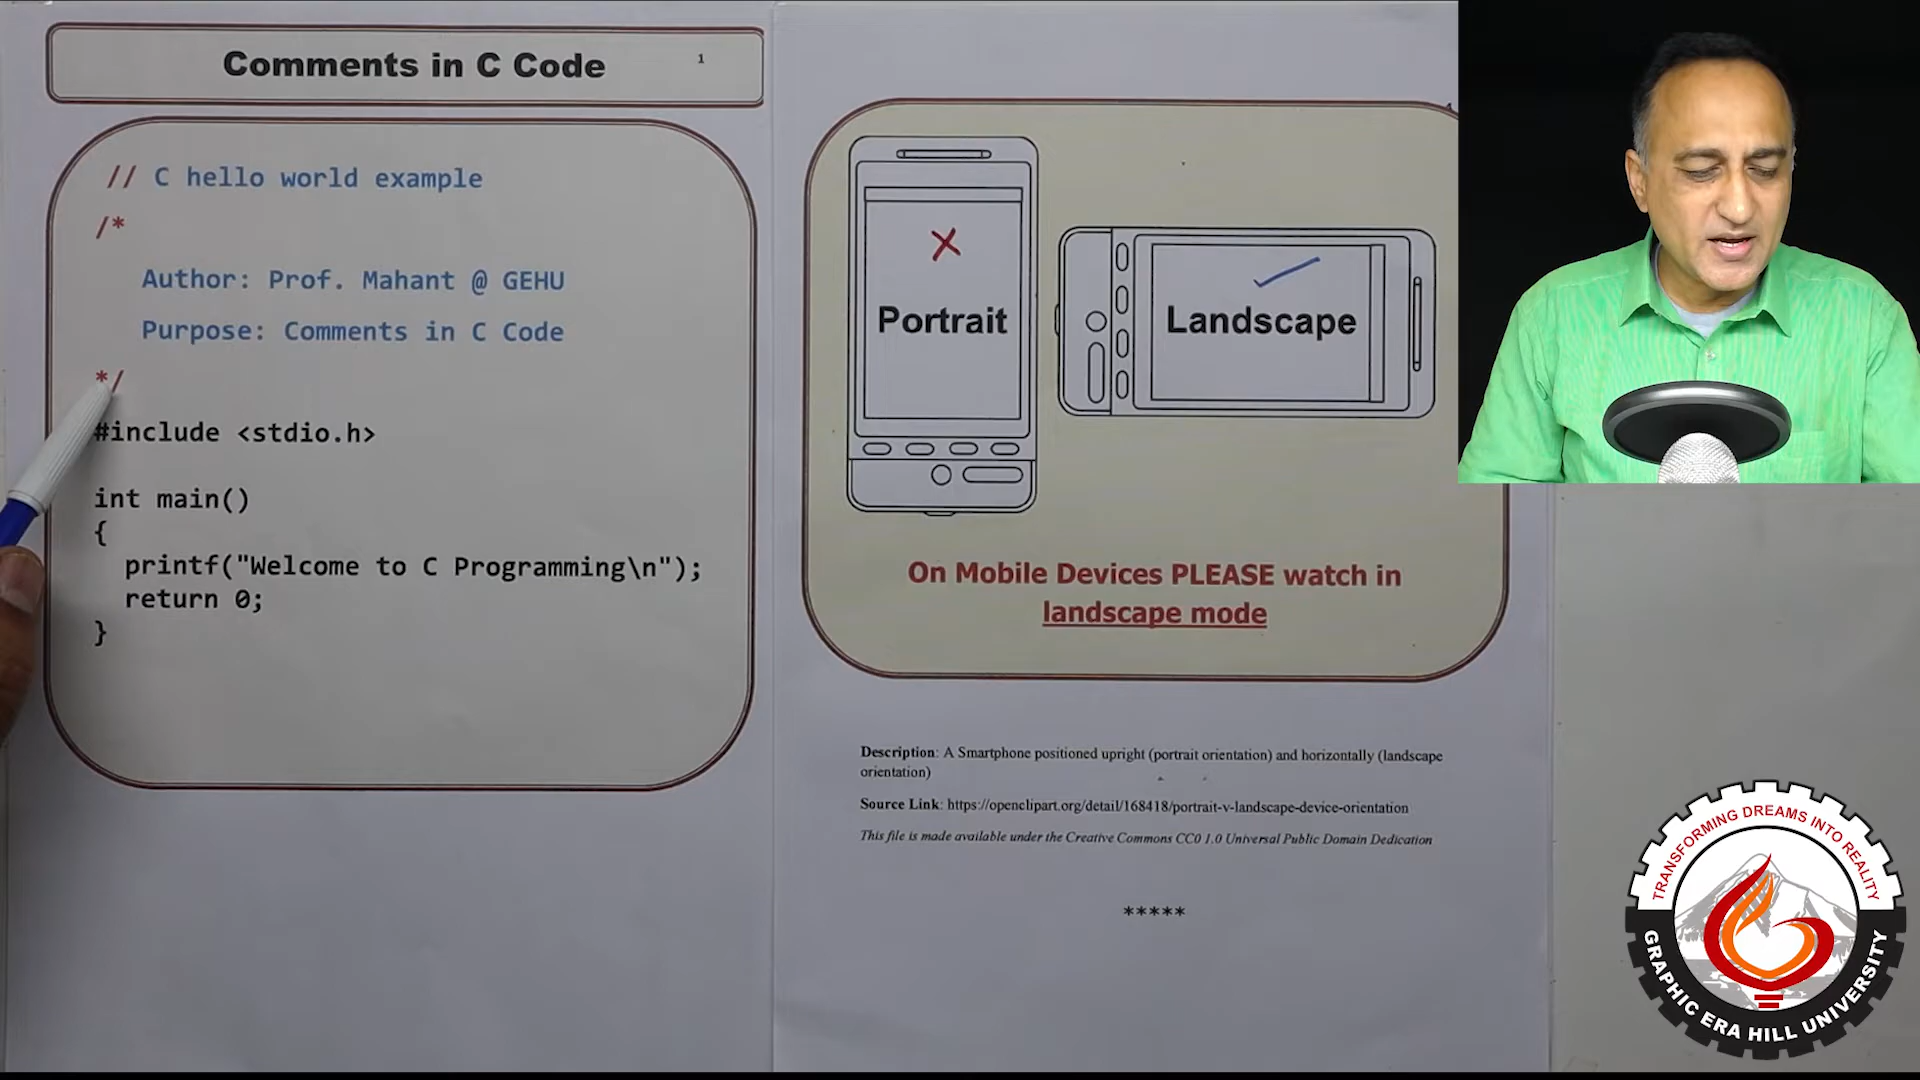 Comments in C Code 1
// C hello world example
/*
Author: Prof. Mahant @ GEHU
Purpose: Comments in C Code
*/
#include <stdio.h>
int main()
{
printf("Welcome to C Programming\n");
return 0;
}
Portrait
Landscape
On Mobile Devices PLEASE watch in
landscape mode
Description: A Smartphone positioned upright (portrait orientation) and horizontally (landscape
orientation)
Source Link: https://openclipart.org/detail/168418/portrait-v-landscape-device-orientation
This file is made available under the Creative Commons CC0 1.0 Universal Public Domain Dedication
*****
TRANSFORMING DREAMS INTO REALITY
GRAPHIC ERA HILL UNIVERSITY